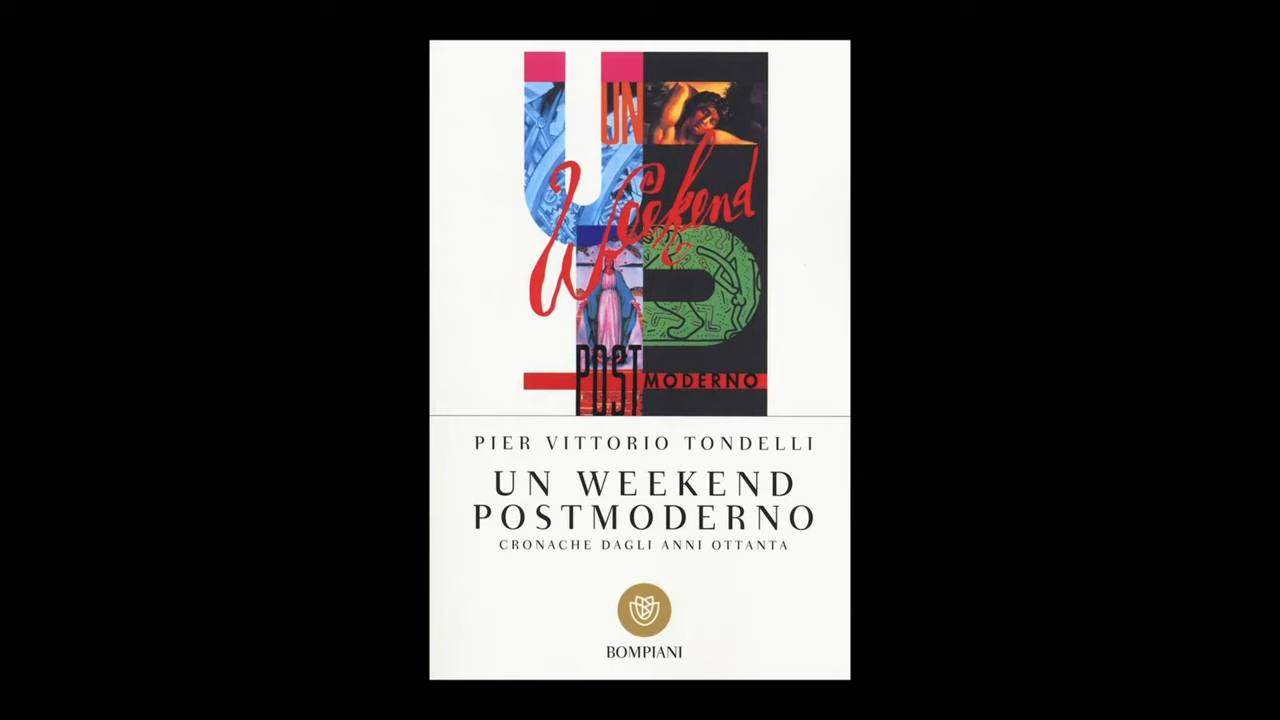 UN
Weekend
POST
MODERNO
PIER VITTORIO TONDELLI
UN WEEKEND
POSTMODERNO
CRONACHE DAGLI ANNI OTTANTA
BOMPIANI